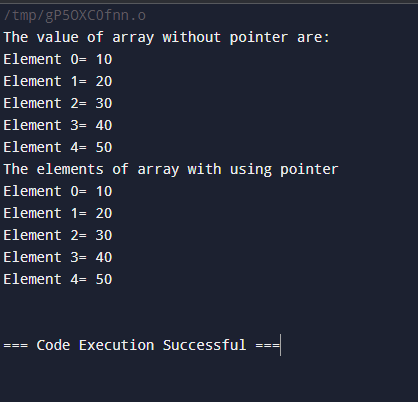 /tmp/gP5OXC0fnn.o
The value of array without pointer are:
Element 0= 10
Element 1= 20
Element 2= 30
Element 3= 40
Element 4= 50
The elements of array with using pointer
Element 0= 10
Element 1= 20
Element 2= 30
Element 3= 40
Element 4= 50
=== Code Execution Successful ===